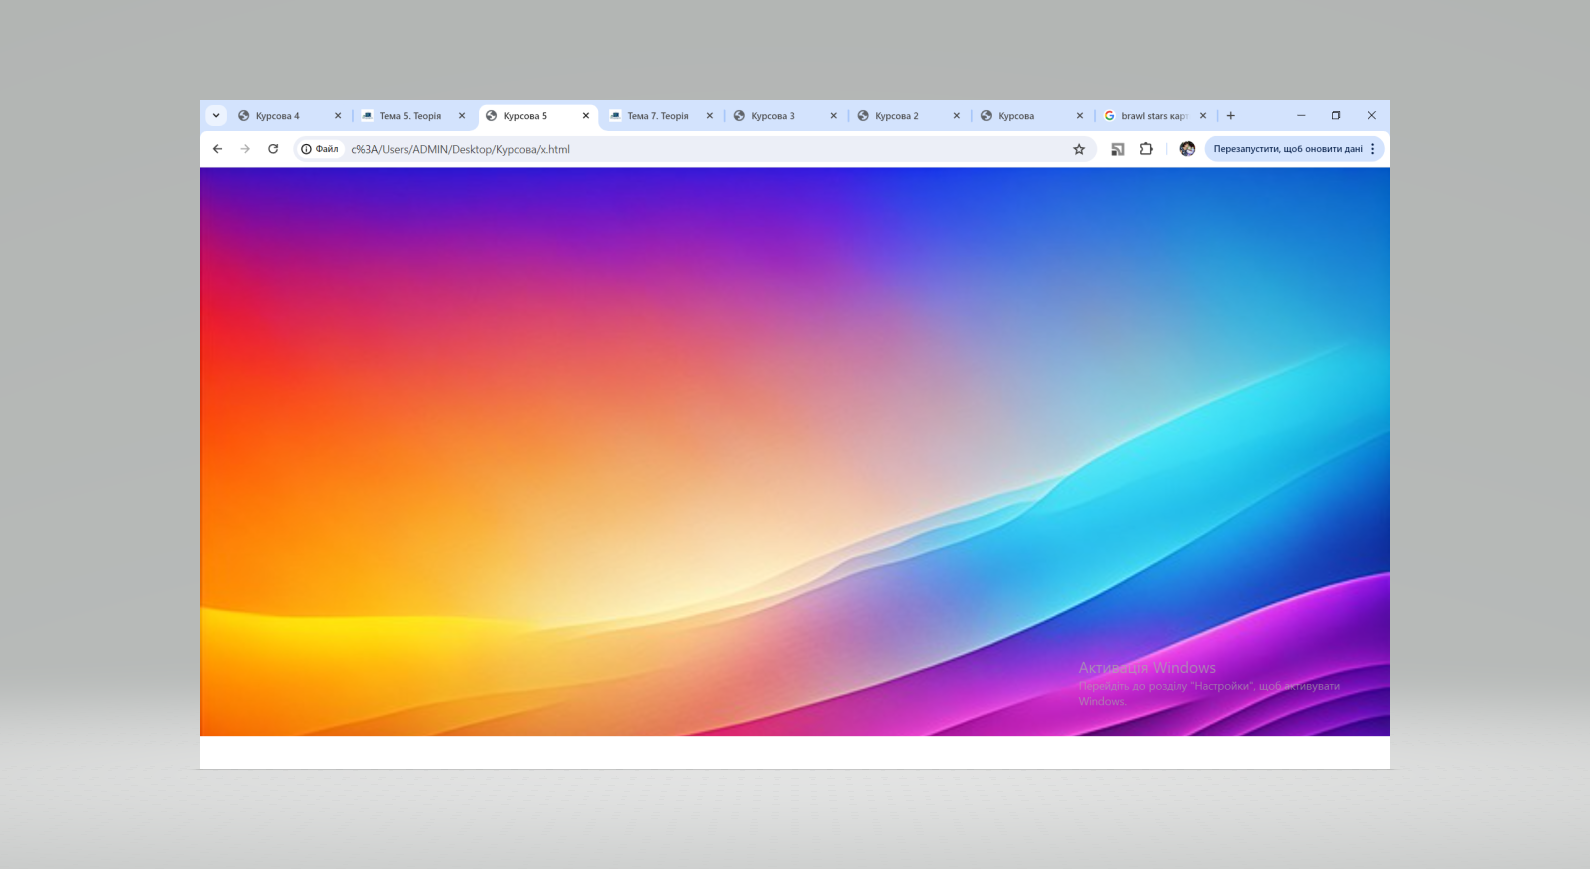 Курсова 4
Тема 5. Теорія
Курсова 5
Тема 7. Теорія
Курсова 3
Курсова 2
Курсова
brawl stars кар
Файл
c%3A/Users/ADMIN/Desktop/Курсова/x.html
Перезапустити, щоб оновити дані
Активація Windows
Перейдіть до розділу "Настройки", щоб активувати
Windows.